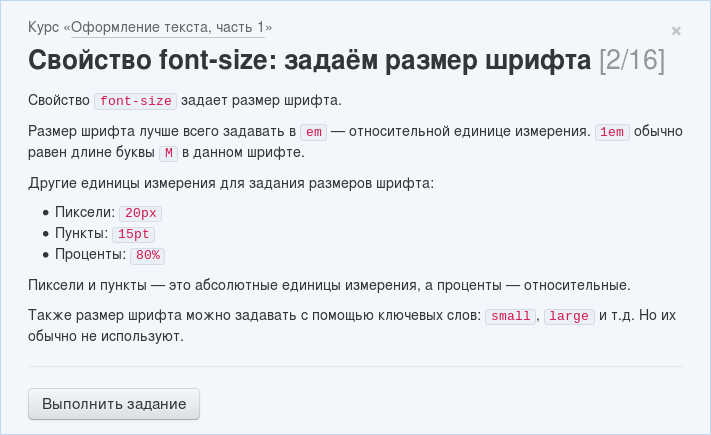 Курс «Оформление текста, часть 1»
×
Свойство font-size: задаём размер шрифта [2/16]
Свойство font-size задает размер шрифта.
Размер шрифта лучше всего задавать в em — относительной единице измерения. 1em обычно
равен длине буквы M в данном шрифте.
Другие единицы измерения для задания размеров шрифта:
• Пиксели: 20px
• Пункты: 15pt
• Проценты: 80%
Пиксели и пункты — это абсолютные единицы измерения, а проценты — относительные.
Также размер шрифта можно задавать с помощью ключевых слов: small, large и т.д. Но их
обычно не используют.
Выполнить задание